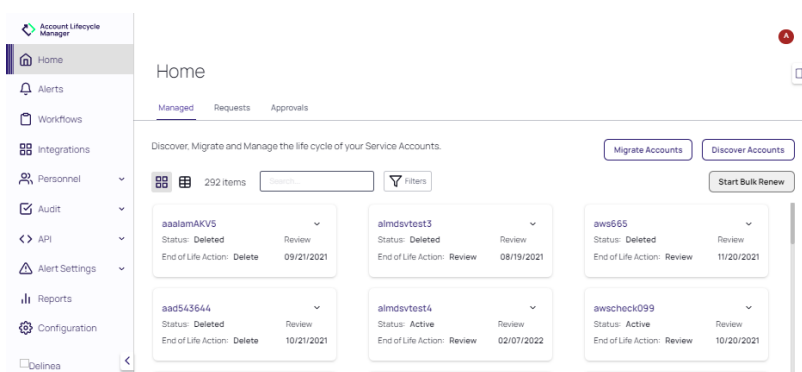 Account Lifecycle
Manager
A
Home
Alerts
Workflows
Integrations
Personnel
Audit
API
Alert Settings
Reports
Configuration
Delinea
Home
Managed Requests Approvals
Discover, Migrate and Manage the life cycle of your Service Accounts.
Migrate Accounts Discover Accounts
292 items Search... Filters Start Bulk Renew
aaalamAKV5 almdsvtest3 aws665
Status: Deleted Review Status: Deleted Review Status: Deleted Review
End of Life Action: Delete 09/21/2021 End of Life Action: Review 08/19/2021 End of Life Action: Review 11/20/2021
aad543644 almdsvtest4 awscheck099
Status: Deleted Review Status: Active Review Status: Active Review
End of Life Action: Delete 10/21/2021 End of Life Action: Review 02/07/2022 End of Life Action: Review 10/20/2021